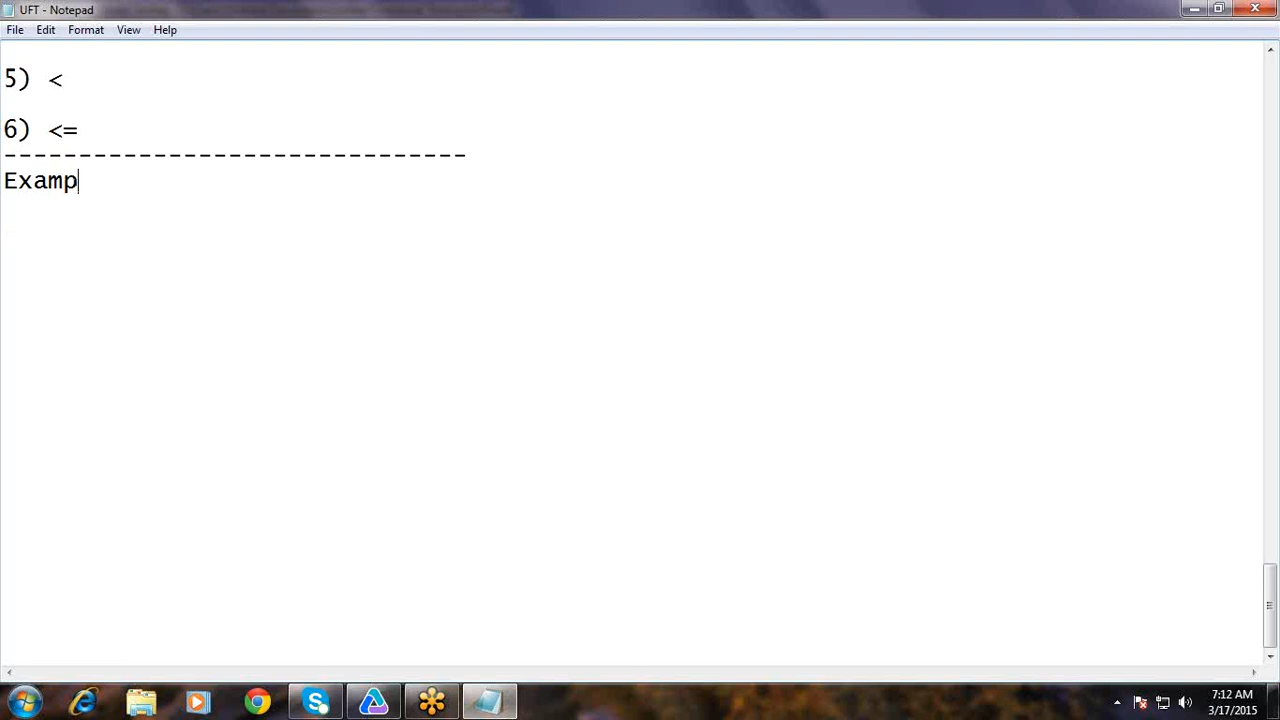 UFT - Notepad
File Edit Format View Help
5) <
6) <=
-------------------------------
Examp
7:12 AM
3/17/2015